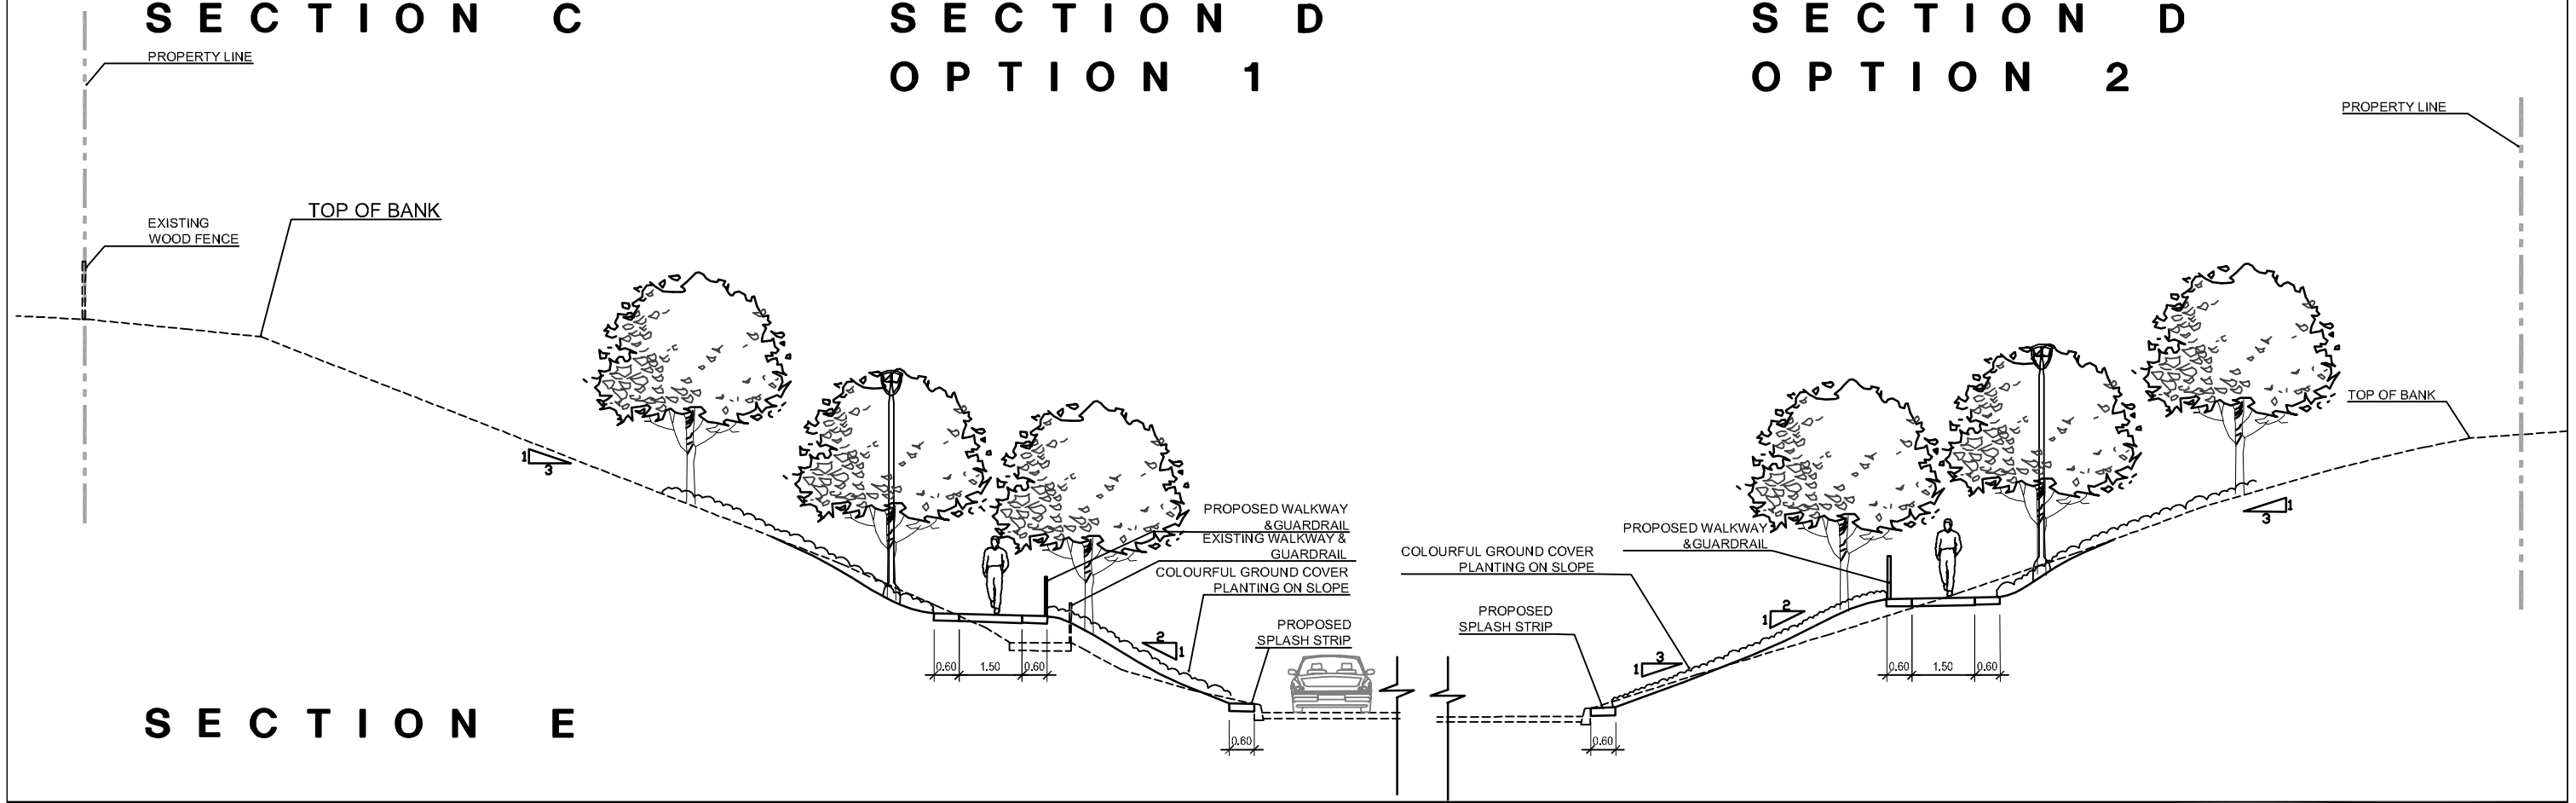 SECTION C
SECTION D
OPTION 1
SECTION D
OPTION 2
PROPERTY LINE
PROPERTY LINE
EXISTING
WOOD FENCE
TOP OF BANK
TOP OF BANK
1
3
PROPOSED WALKWAY
&GUARDRAIL
EXISTING WALKWAY &
GUARDRAIL
COLOURFUL GROUND COVER
PLANTING ON SLOPE
PROPOSED
SPLASH STRIP
2
1
0.60
1.50
0.60
0.60
COLOURFUL GROUND COVER
PLANTING ON SLOPE
PROPOSED WALKWAY
&GUARDRAIL
PROPOSED
SPLASH STRIP
1
3
2
1
1
3
0.60
1.50
0.60
0.60
SECTION E